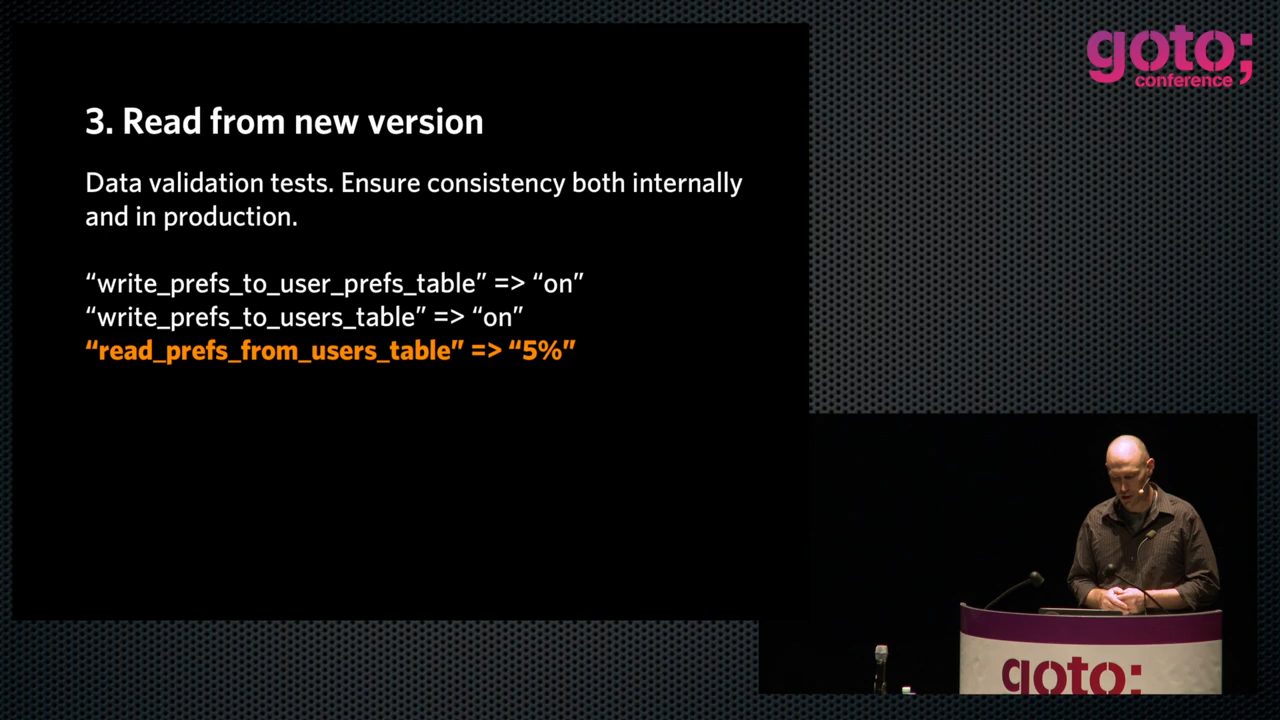 goto;
conference
3. Read from new version
Data validation tests. Ensure consistency both internally
and in production.
“write_prefs_to_user_prefs_table” => “on”
“write_prefs_to_users_table” => “on”
“read_prefs_from_users_table” => “5%”
goto;